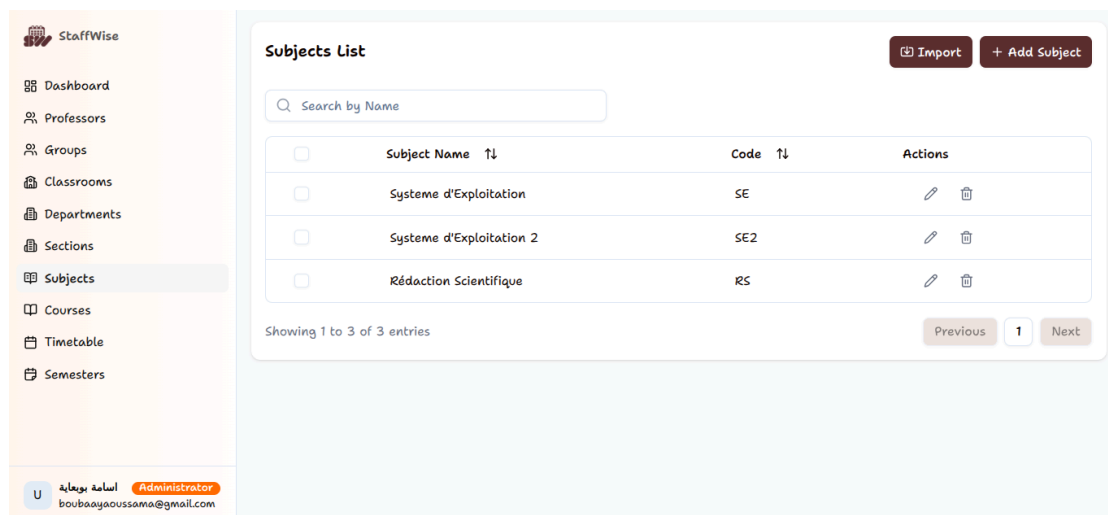 StaffWise
Dashboard
Professors
Groups
Classrooms
Departments
Sections
Subjects
Courses
Timetable
Semesters
U
اسامة بوبعاية Administrator
boubaayaoussama@gmail.com
Subjects List
Import
+ Add Subject
Search by Name
Subject Name Code Actions
Systeme d'Exploitation SE
Systeme d'Exploitation 2 SE2
Rédaction Scientifique RS
Showing 1 to 3 of 3 entries
Previous 1 Next